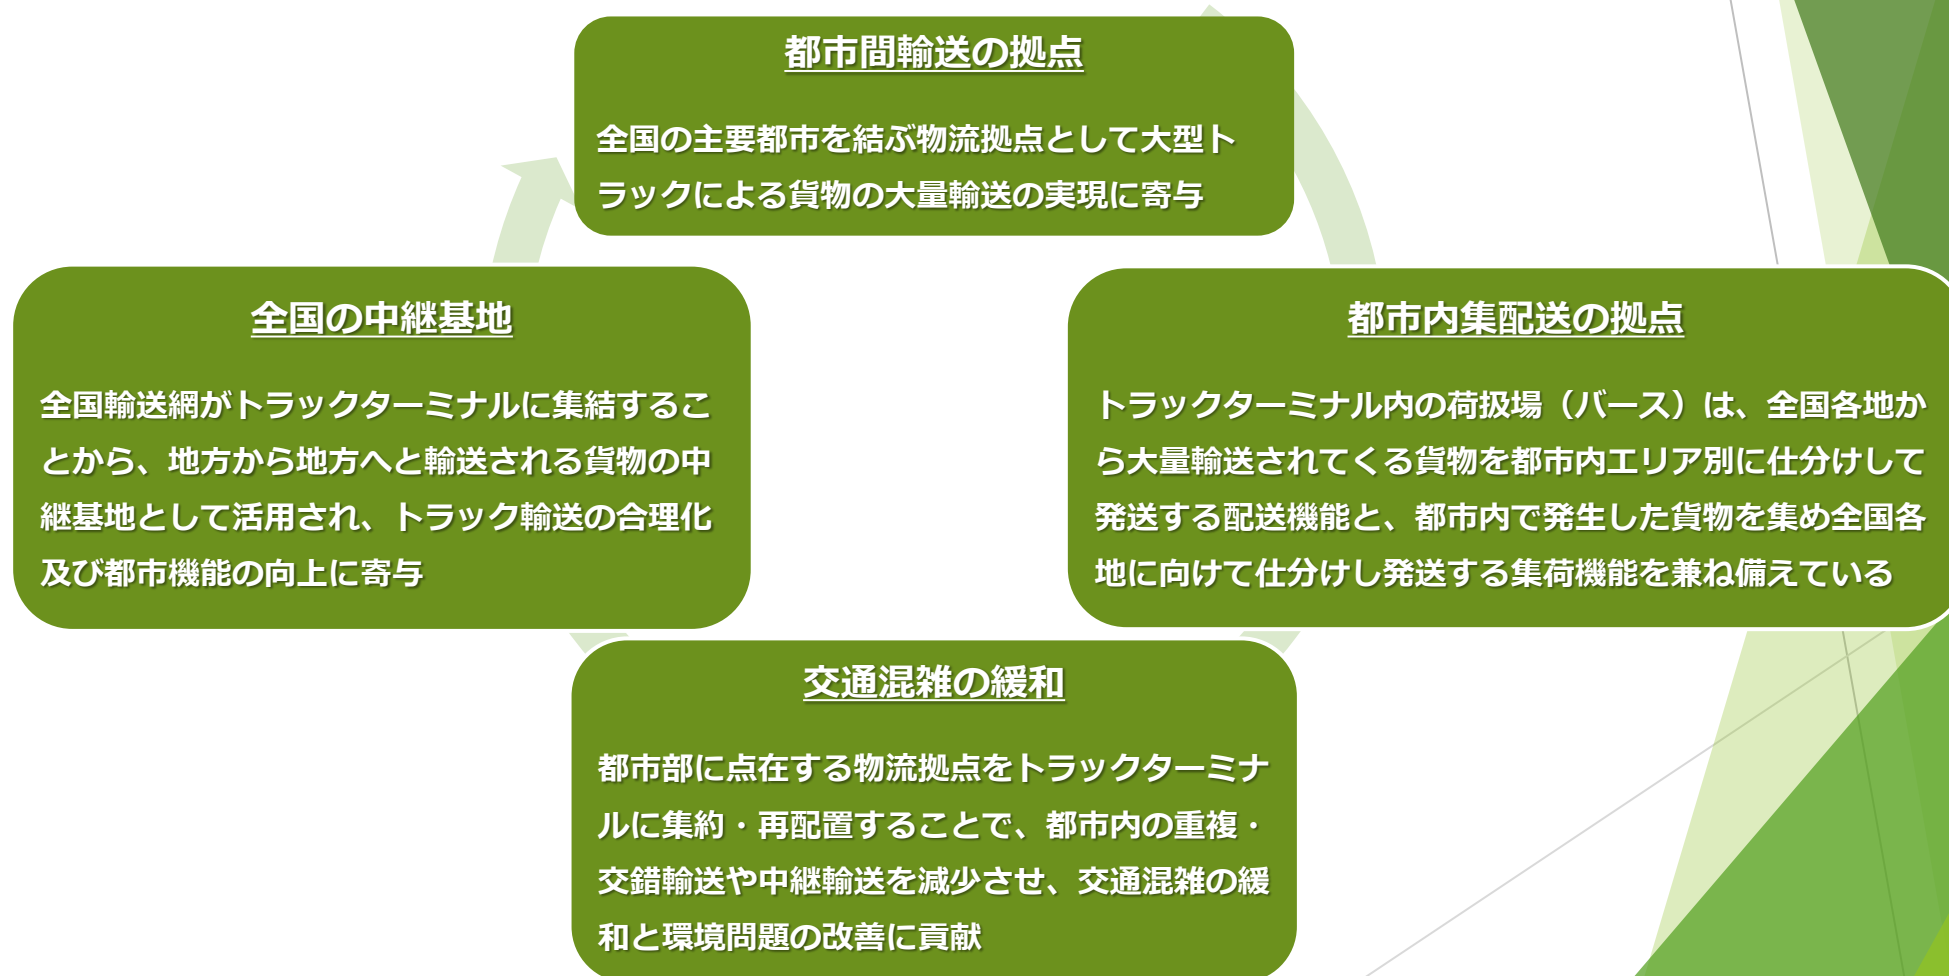 都市間輸送の拠点
全国の主要都市を結ぶ物流拠点として大型ト
ラックによる貨物の大量輸送の実現に寄与
全国の中継基地
全国輸送網がトラックターミナルに集結するこ
とから、地方から地方へと輸送される貨物の中
継基地として活用され、トラック輸送の合理化
及び都市機能の向上に寄与
都市内集配送の拠点
トラックターミナル内の荷扱場（バース）は、全国各地か
ら大量輸送されてくる貨物を都市内エリア別に仕分けして
発送する配送機能と、都市内で発生した貨物を集め全国各
地に向けて仕分けし発送する集荷機能を兼ね備えている
交通混雑の緩和
都市部に点在する物流拠点をトラックターミナ
ルに集約・再配置することで、都市内の重複・
交錯輸送や中継輸送を減少させ、交通混雑の緩
和と環境問題の改善に貢献